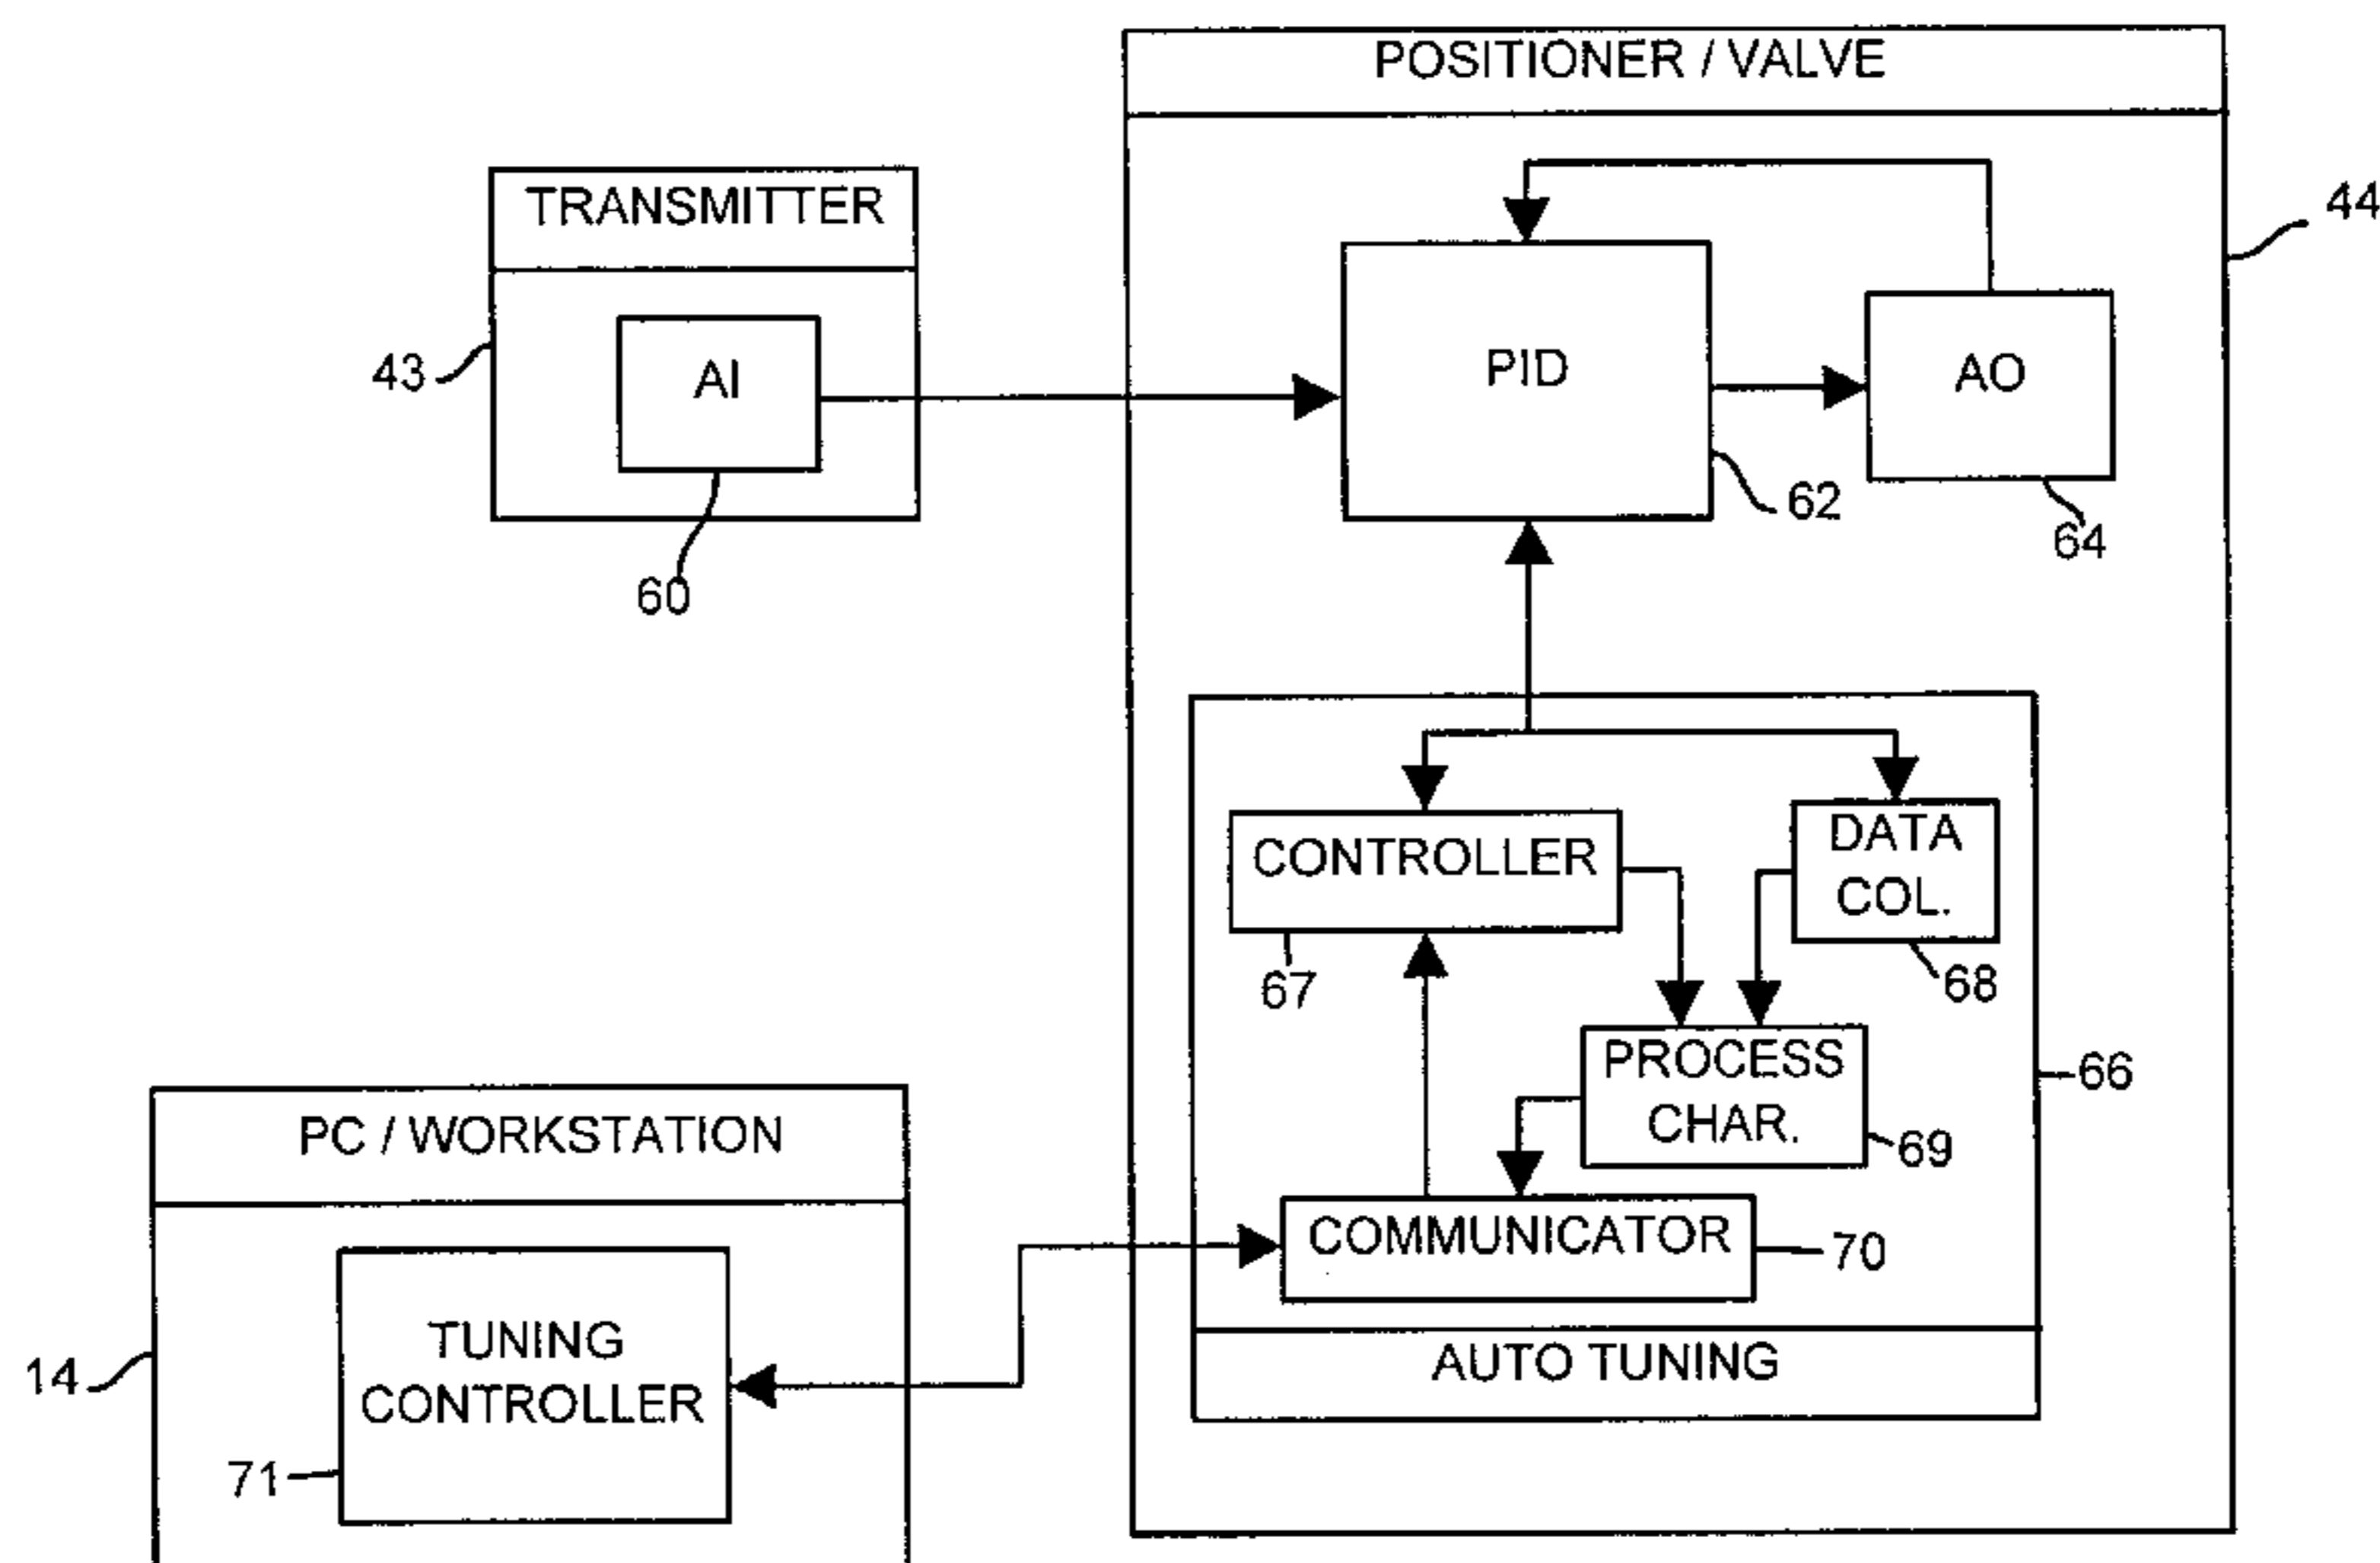 POSITIONER / VALVE
TRANSMITTER
44
43
AI
PID
AO
62
64
60
CONTROLLER
DATA
COL.
67
68
PROCESS
CHAR.
66
69
PC / WORKSTATION
COMMUNICATOR
70
TUNING
CONTROLLER
14
AUTO TUNING
71